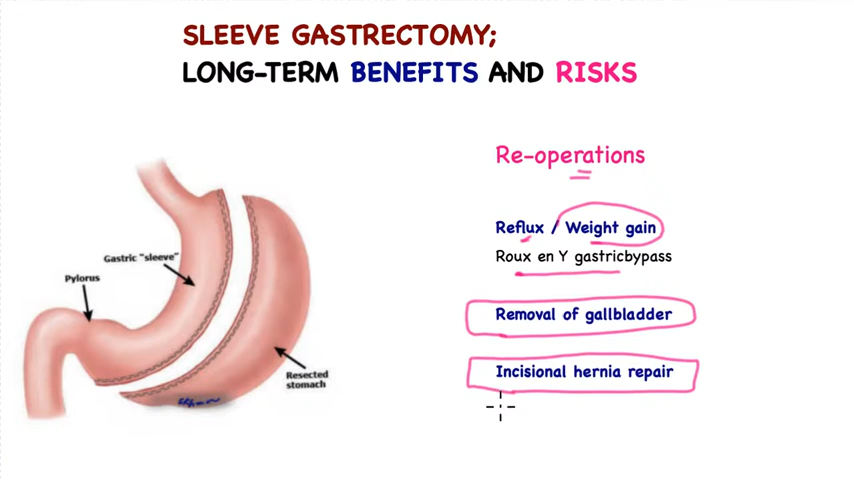 SLEEVE GASTRECTOMY;
LONG-TERM BENEFITS AND RISKS
Re-operations
Reflux / Weight gain
Roux en Y gastricbypass
Removal of gallbladder
Incisional hernia repair
Gastric "sleeve"
Pylorus
Resected
stomach